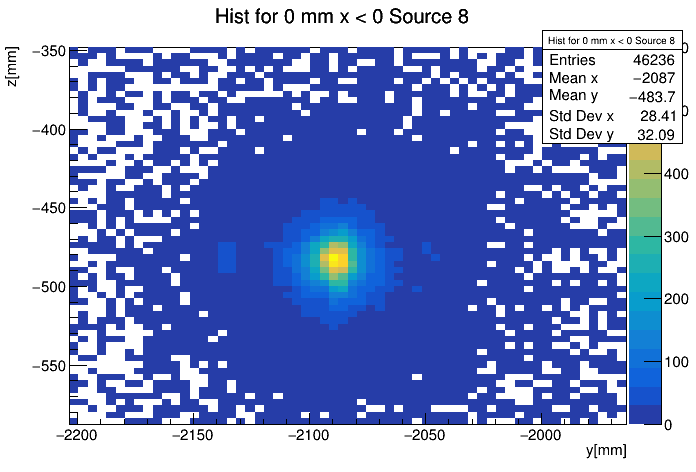 Hist for 0 mm x < 0 Source 8
Hist for 0 mm x < 0 Source 8
Entries 46236
Mean x −2087
Mean y −483.7
Std Dev x 28.41
Std Dev y 32.09
z[mm]
−350
−400
−450
−500
−550
−2200 −2150 −2100 −2050 −2000
y[mm]
0
0
400
300
200
100
0